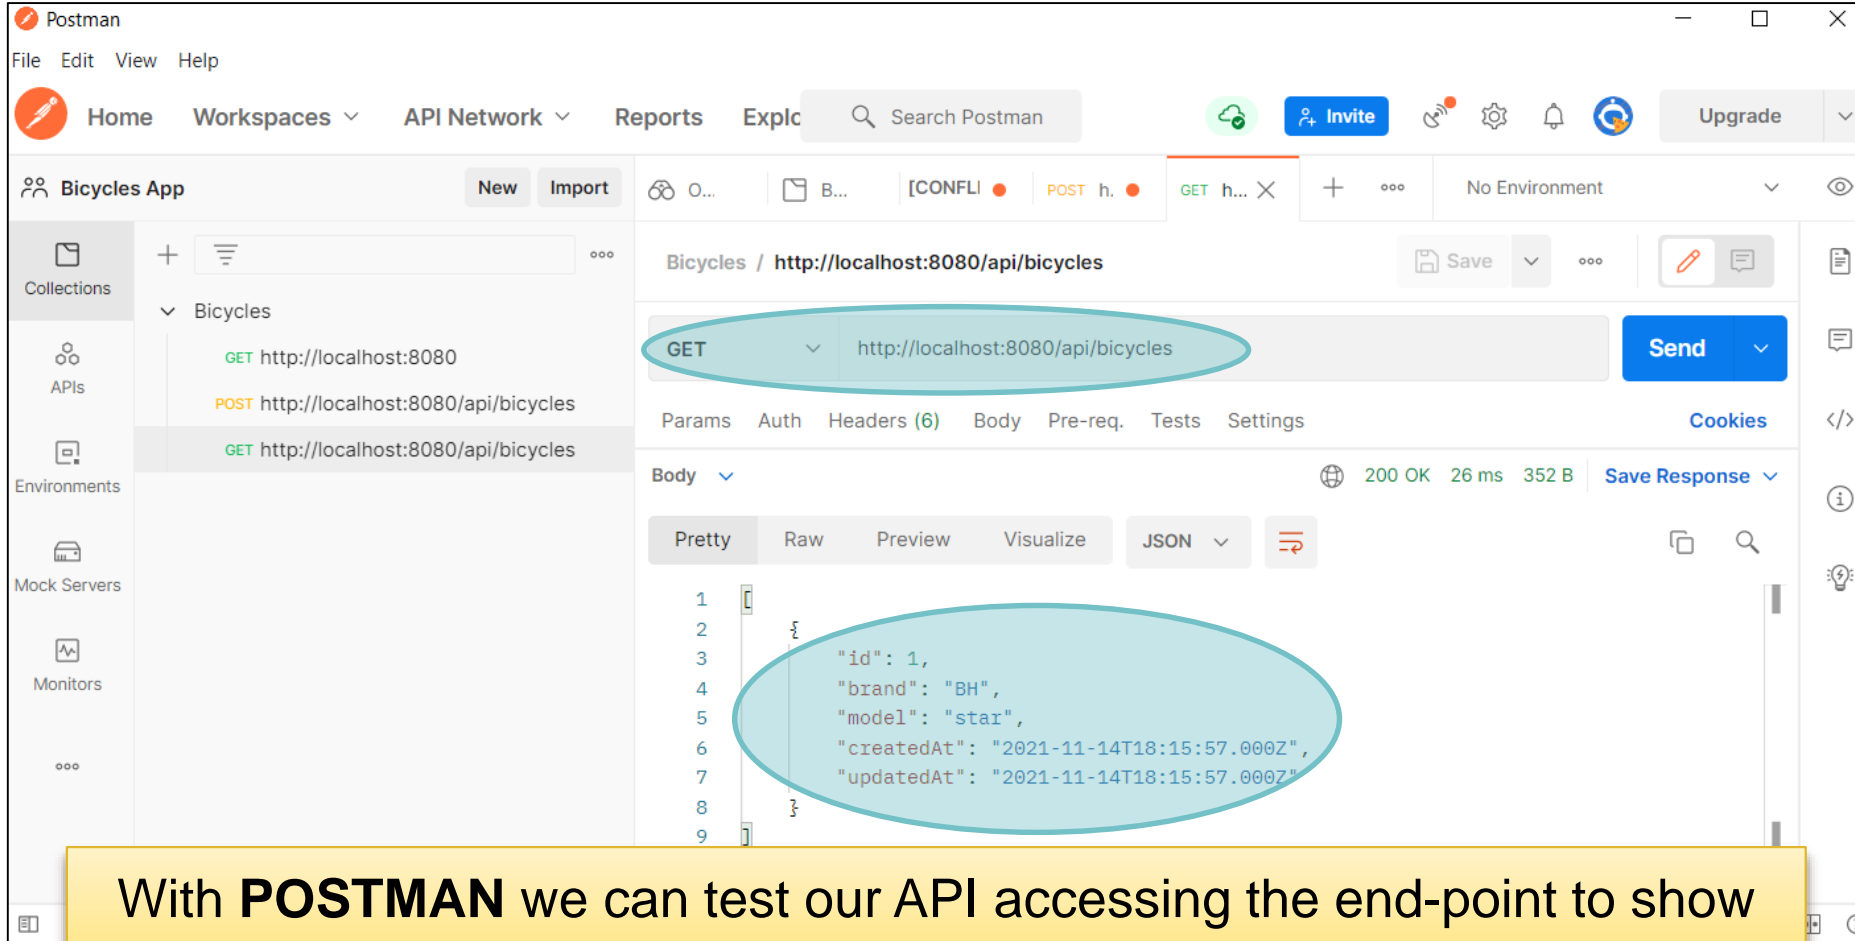 Postman
File Edit View Help
Home Workspaces API Network Reports Explo Search Postman Invite Upgrade
Bicycles App New Import O... B... [CONFLI POST h. GET h... No Environment
Collections
Bicycles / http://localhost:8080/api/bicycles Save
Bicycles
GET http://localhost:8080
POST http://localhost:8080/api/bicycles
GET http://localhost:8080/api/bicycles
APIs
Environments
Mock Servers
Monitors
GET http://localhost:8080/api/bicycles Send
Params Auth Headers (6) Body Pre-req. Tests Settings Cookies
Body 200 OK 26 ms 352 B Save Response
Pretty Raw Preview Visualize JSON
1 [
2 {
3 "id": 1,
4 "brand": "BH",
5 "model": "star",
6 "createdAt": "2021-11-14T18:15:57.000Z",
7 "updatedAt": "2021-11-14T18:15:57.000Z"
8 }
9 ]
With POSTMAN we can test our API accessing the end-point to show